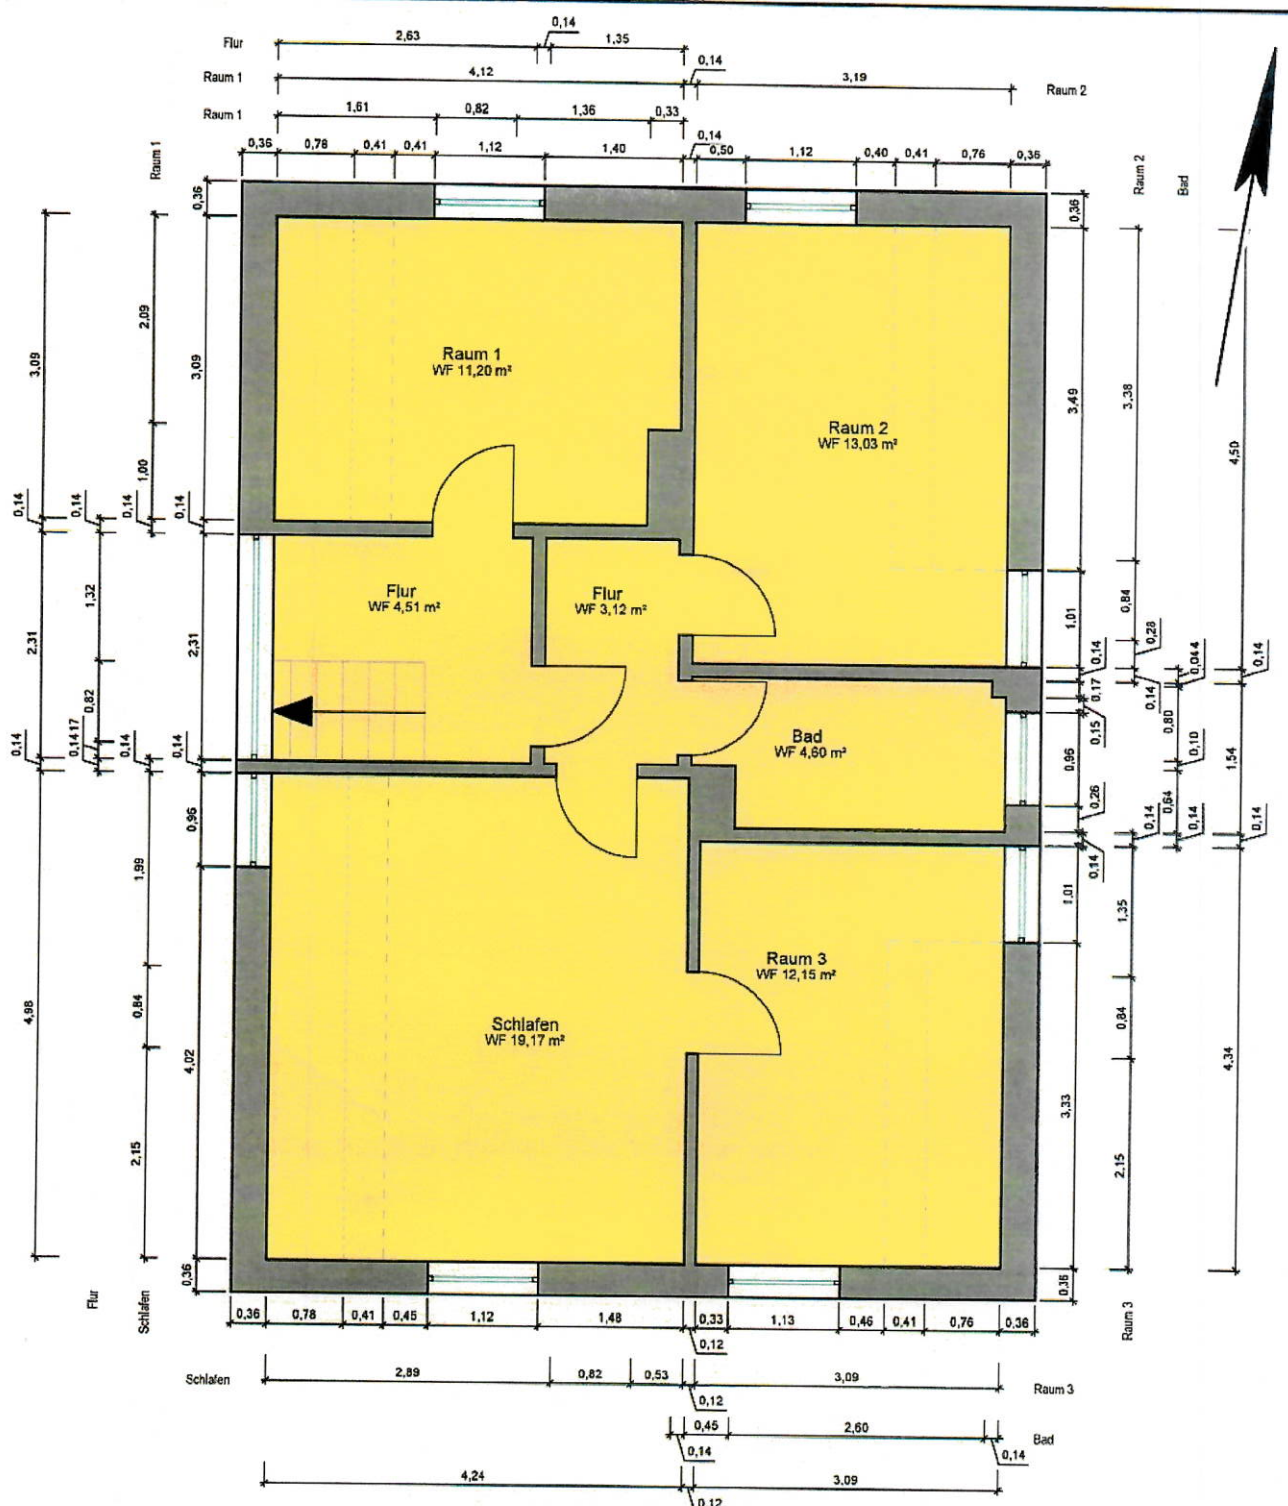 0,14
Flur 2,63 1,35
0,14
Raum 1 4,12 3,19 Raum 2
Raum 1 1,61 0,82 1,36 0,33
0,14
0,36 0,78 0,41 0,41 1,12 1,40 0,50 1,12 0,40 0,41 0,76 0,36
Raum 1
Raum 2
Bad
0,36
0,36
3,09
2,09
3,09
1,00
0,14
0,14
0,14
0,14
1,32
2,31
2,31
0,82
0,1417
0,14
0,14
0,14
0,96
1,99
4,98
0,84
4,02
2,15
0,36
Flur
Schlafen
Raum 1
WF 11,20 m²
Raum 2
WF 13,03 m²
Flur
WF 4,51 m²
Flur
WF 3,12 m²
Bad
WF 4,60 m²
Raum 3
WF 12,15 m²
Schlafen
WF 19,17 m²
3,49
3,38
4,50
1,01
0,84
0,28
0,14
0,044
0,14
0,17
0,14
0,15
0,80
0,10
0,96
1,54
0,26
0,64
0,14
0,14
0,14
0,14
1,01
1,35
0,84
4,34
3,33
2,15
0,36
Raum 3
0,36 0,78 0,41 0,45 1,12 1,48 0,33 1,13 0,46 0,41 0,76 0,36
0,12
Schlafen 2,89 0,82 0,53 3,09 Raum 3
0,12
0,45 2,60 Bad
0,14 0,14
4,24 3,09
0,12